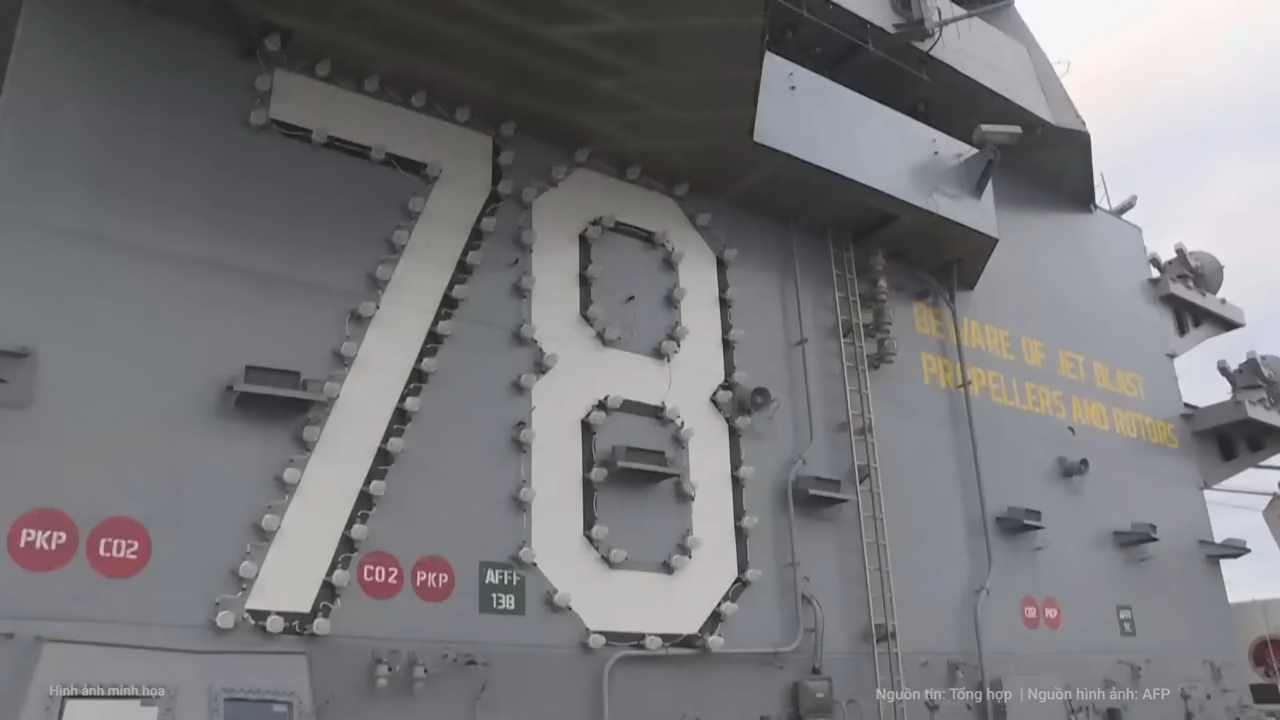 78
BEWARE OF JET BLAST
PROPELLERS AND ROTORS
PKP
CO2
CO2
PKP
AFFF
13B
CO2
PKP
Hình ảnh minh họa
Nguồn tin: Tổng hợp | Nguồn hình ảnh: AFP